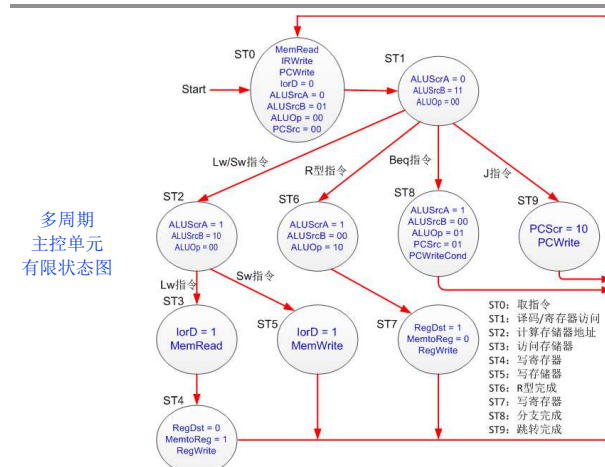 多周期
主控单元
有限状态图
Start
ST0
MemRead
IRWrite
PCWrite
IorD = 0
ALUSrcA = 0
ALUSrcB = 01
ALUOp = 00
PCSrc = 00
ST1
ALUScrA = 0
ALUSrcB = 11
ALUOp = 00
Lw/Sw指令
R型指令
Beq指令
J指令
ST2
ALUScrA = 1
ALUSrcB = 10
ALUOp = 00
ST6
ALUScrA = 1
ALUSrcB = 00
ALUOp = 10
ST8
ALUSrcA = 1
ALUSrcB = 00
ALUOp = 01
PCSrc = 01
PCWriteCond
ST9
PCScr = 10
PCWrite
Lw指令
Sw指令
ST3
IorD = 1
MemRead
ST5
IorD = 1
MemWrite
ST7
RegDst = 1
MemtoReg = 0
RegWrite
ST4
RegDst = 0
MemtoReg = 1
RegWrite
ST0：取指令
ST1：译码/寄存器访问
ST2：计算存储器地址
ST3：访问存储器
ST4：写寄存器
ST5：写存储器
ST6：R型完成
ST7：写寄存器
ST8：分支完成
ST9：跳转完成